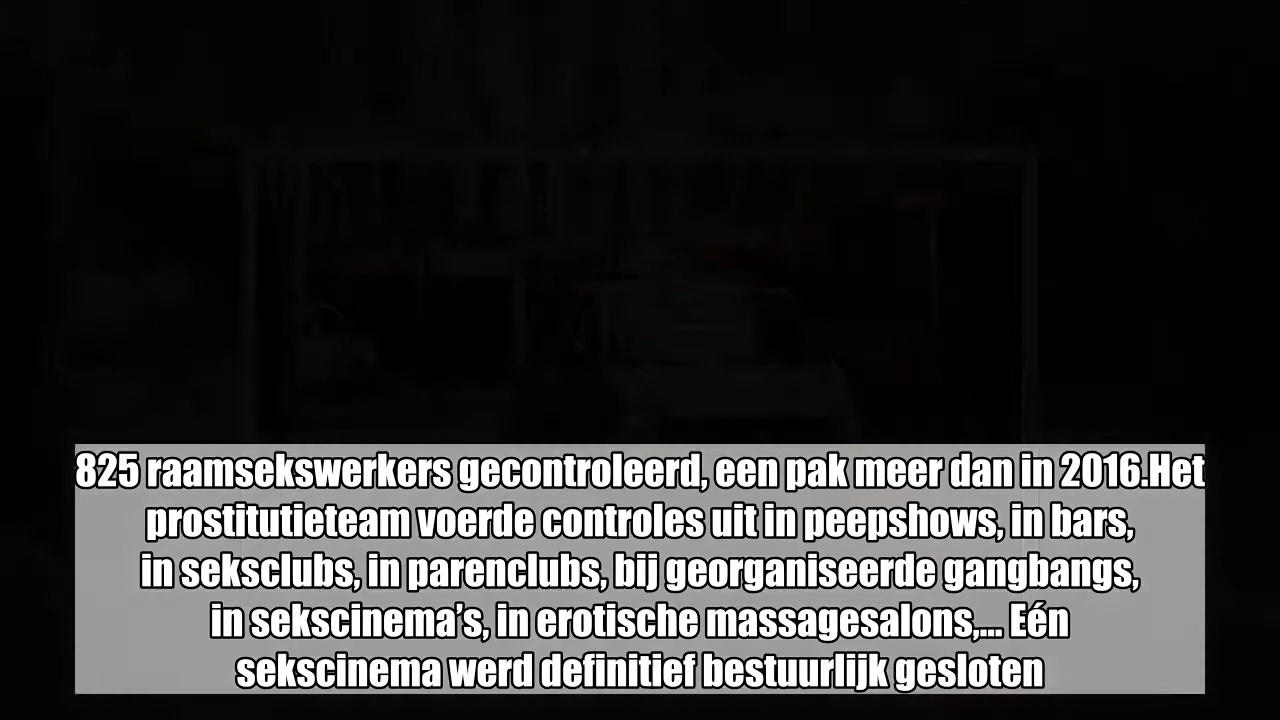 825 raamsekswerkers gecontroleerd, een pak meer dan in 2016.Het
prostitutieteam voerde controles uit in peepshows, in bars,
in seksclubs, in parenclubs, bij georganiseerde gangbangs,
in sekscinema’s, in erotische massagesalons,... Eén
sekscinema werd definitief bestuurlijk gesloten